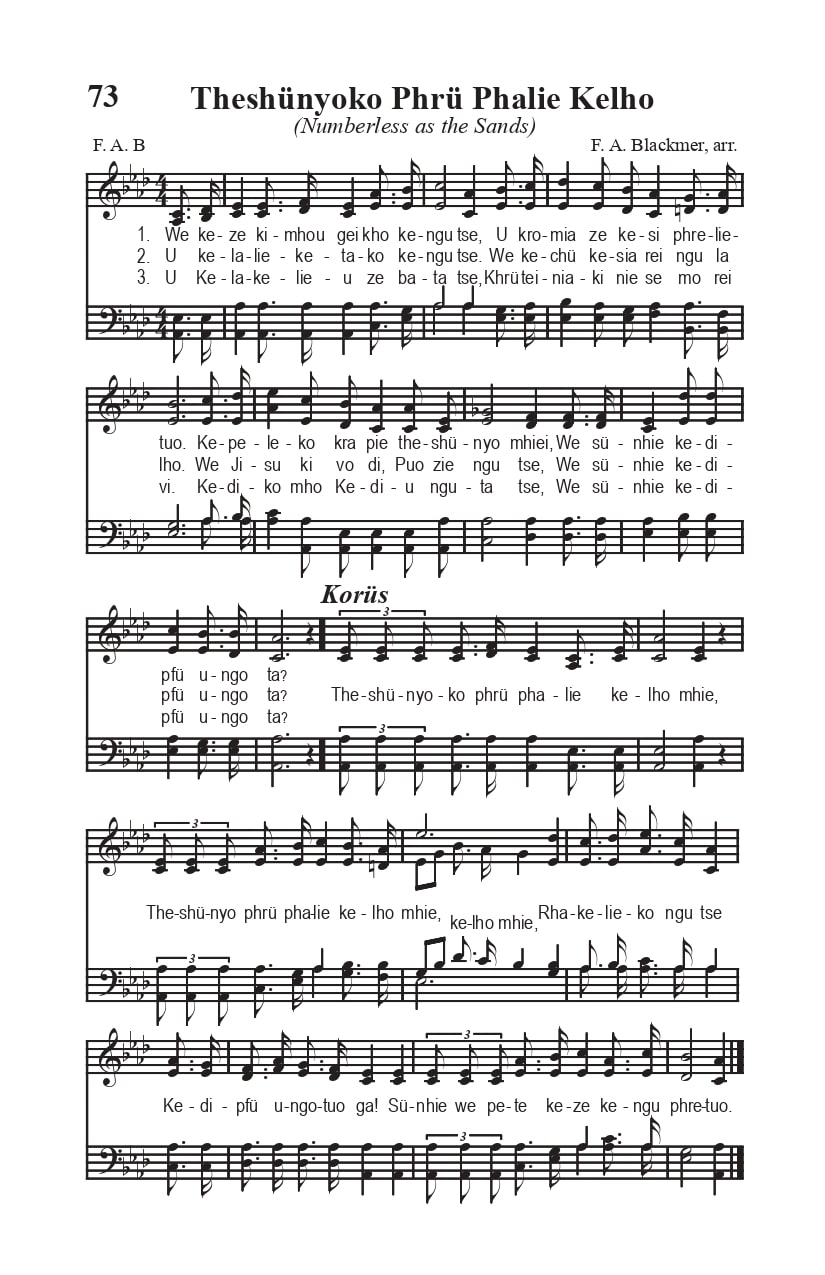 73
Theshünyoko Phrü Phalie Kelho
(Numberless as the Sands)
F. A. B
F. A. Blackmer, arr.
1. We ke - ze ki - mhou gei kho ke - ngu tse, U kro - mia ze ke - si phre - lie -
2. U ke - la - lie - ke - ta - ko ke - ngu tse. We ke - chü ke - sia rei ngu la
3. U Ke - la - ke - lie - u ze ba - ta tse, Khrü tei - nia - ki nie se mo rei
tuo. Ke - pe - le - ko kra pie the - shü - nyo mhiei, We sü - nhie ke - di -
lho. We Ji - su ki vo di, Puo zie ngu tse, We sü - nhie ke - di -
vi. Ke - di - ko mho Ke - di - u ngu - ta tse, We sü - nhie ke - di -
Korüs
3
pfü u - ngo ta?
pfü u - ngo ta? The - shü - nyo - ko phrü pha - lie ke - lho mhie,
pfü u - ngo ta?
3
3
The - shü - nyo phrü pha - lie ke - lho mhie, ke - lho mhie, Rha - ke - lie - ko ngu tse
3
3
Ke - di - pfü u - ngo - tuo ga! Sü - nhie we pe - te ke - ze ke - ngu phre - tuo.
3